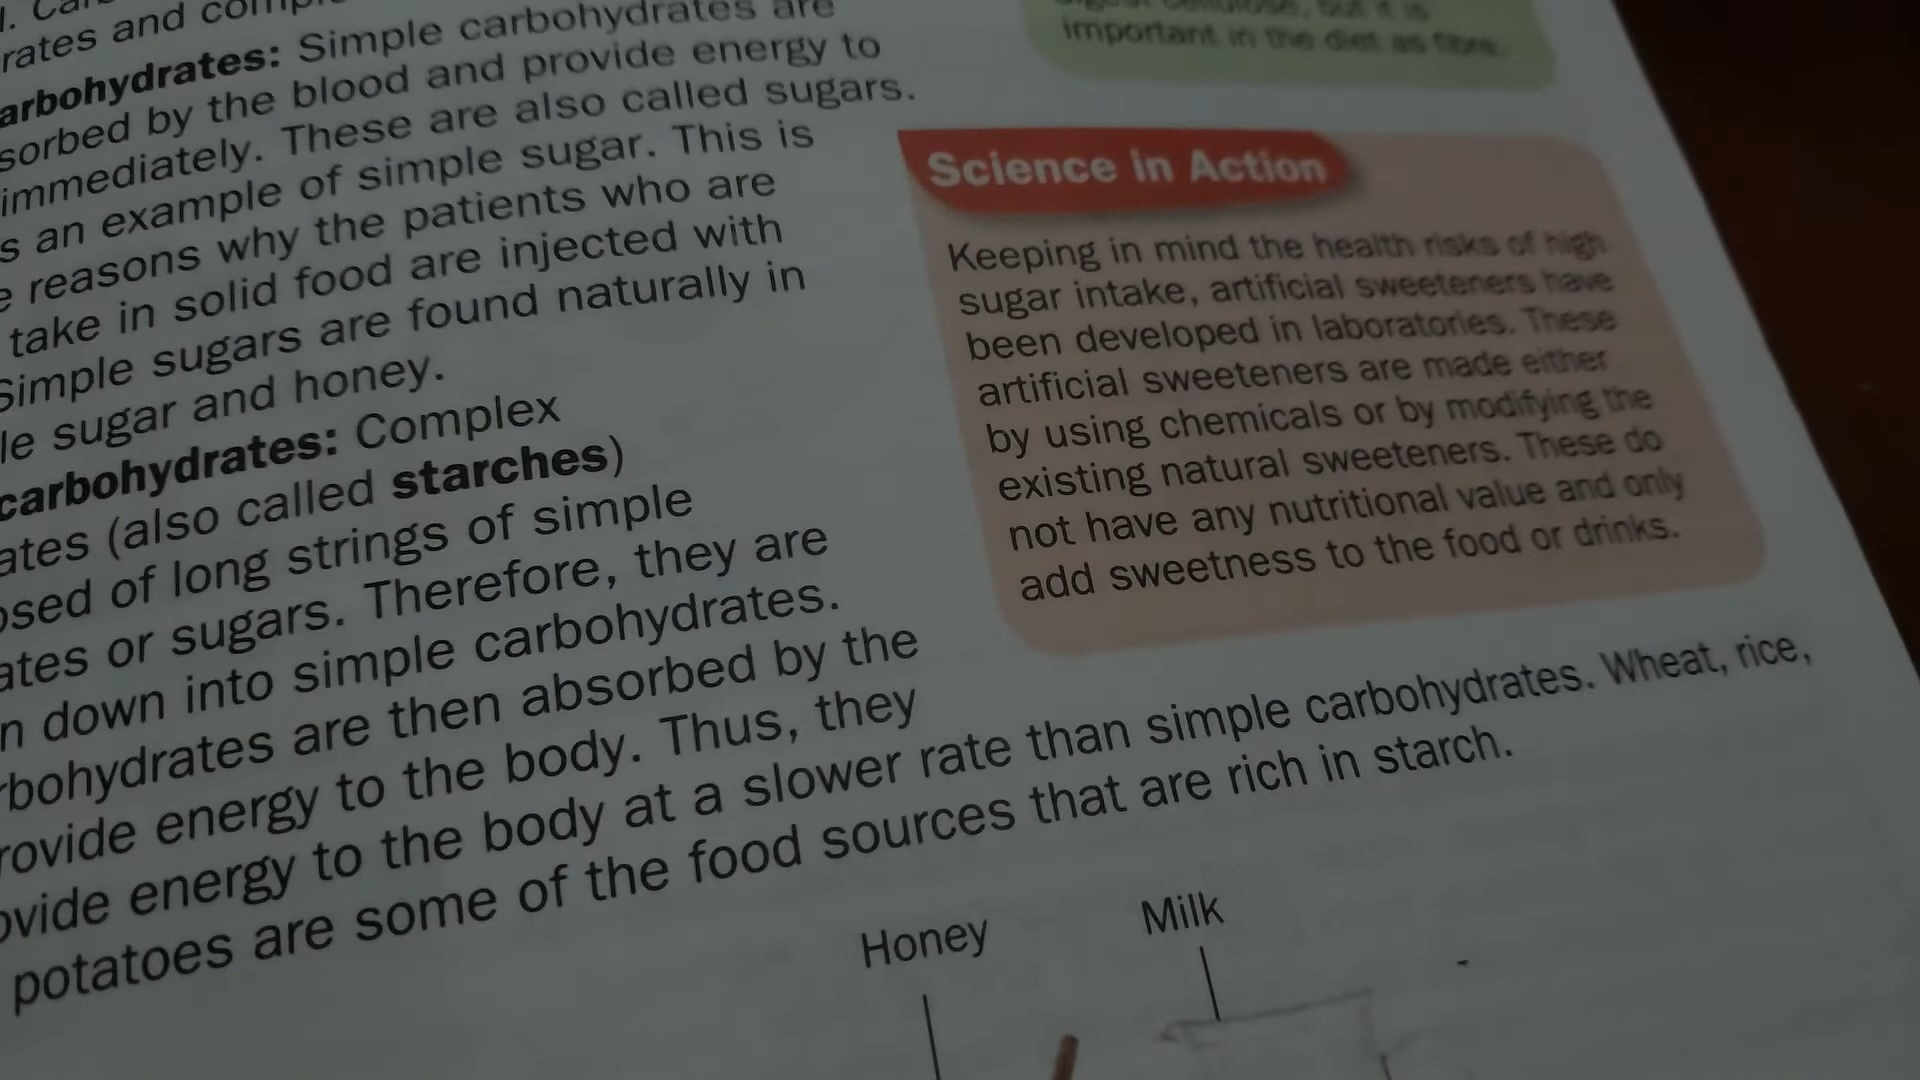 rates and
arbohydrates: Simple carbohydrates are
sorbed by the blood and provide energy to
immediately. These are also called sugars.
s an example of simple sugar. This is
e reasons why the patients who are
take in solid food are injected with
Simple sugars are found naturally in
le sugar and honey.
carbohydrates: Complex
ates (also called starches)
osed of long strings of simple
ates or sugars. Therefore, they are
n down into simple carbohydrates.
rbohydrates are then absorbed by the
rovide energy to the body. Thus, they
ovide energy to the body at a slower rate than simple carbohydrates. Wheat, rice,
potatoes are some of the food sources that are rich in starch.
digest cellulose, but it is
important in the diet as fibre.
Science in Action
Keeping in mind the health risks of high
sugar intake, artificial sweeteners have
been developed in laboratories. These
artificial sweeteners are made either
by using chemicals or by modifying the
existing natural sweeteners. These do
not have any nutritional value and only
add sweetness to the food or drinks.
Honey
Milk